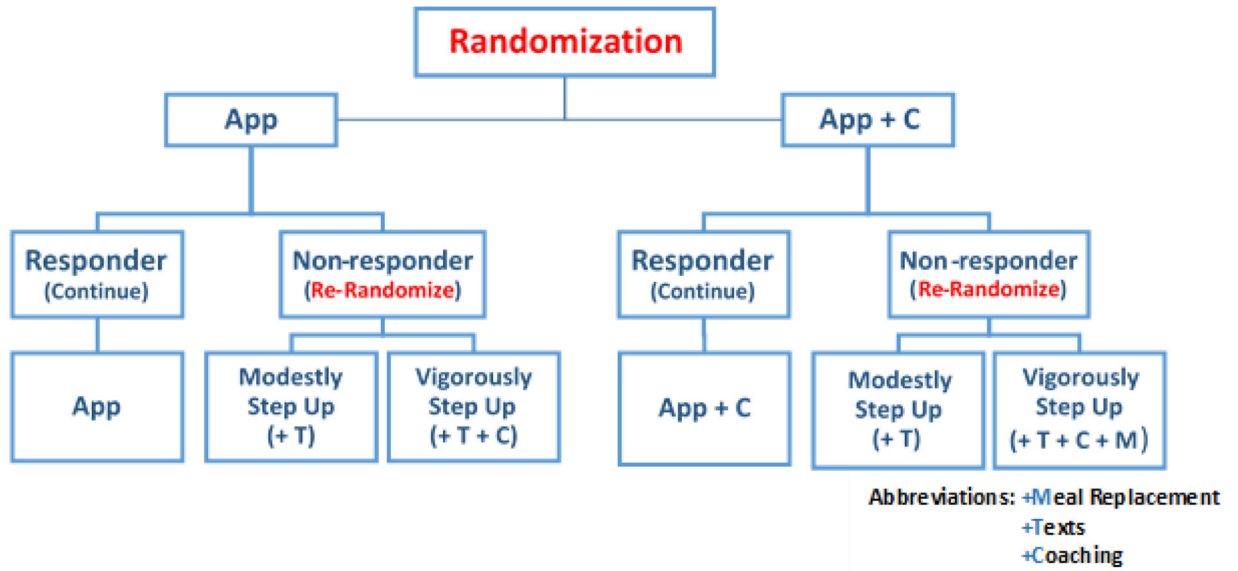 Randomization
App
App + C
Responder
(Continue)
Non-responder
(Re-Randomize)
Responder
(Continue)
Non-responder
(Re-Randomize)
App
Modestly
Step Up
(+ T)
Vigorously
Step Up
(+ T + C)
App + C
Modestly
Step Up
(+ T)
Vigorously
Step Up
(+ T + C + M)
Abbreviations: +Meal Replacement
+Texts
+Coaching